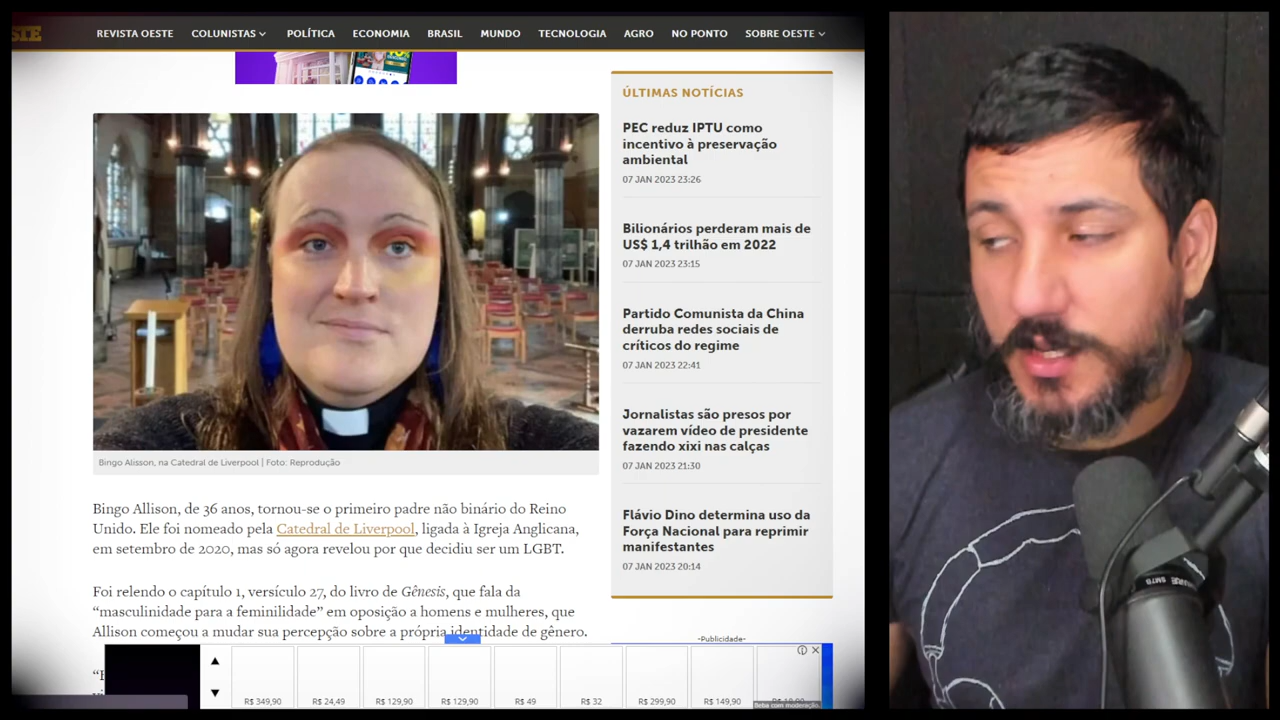 STE
REVISTA OESTE
COLUNISTAS
POLÍTICA
ECONOMIA
BRASIL
MUNDO
TECNOLOGIA
AGRO
NO PONTO
SOBRE OESTE
Bingo Alisson, na Catedral de Liverpool | Foto: Reprodução
Bingo Allison, de 36 anos, tornou-se o primeiro padre não binário do Reino
Unido. Ele foi nomeado pela Catedral de Liverpool, ligada à Igreja Anglicana,
em setembro de 2020, mas só agora revelou por que decidiu ser um LGBT.
Foi relendo o capítulo 1, versículo 27, do livro de Gênesis, que fala da
“masculinidade para a feminilidade” em oposição a homens e mulheres, que
Allison começou a mudar sua percepção sobre a própria identidade de gênero.
ÚLTIMAS NOTÍCIAS
PEC reduz IPTU como
incentivo à preservação
ambiental
07 JAN 2023 23:26
Bilionários perderam mais de
US$ 1,4 trilhão em 2022
07 JAN 2023 23:15
Partido Comunista da China
derruba redes sociais de
críticos do regime
07 JAN 2023 22:41
Jornalistas são presos por
vazarem vídeo de presidente
fazendo xixi nas calças
07 JAN 2023 21:30
Flávio Dino determina uso da
Força Nacional para reprimir
manifestantes
07 JAN 2023 20:14
-Publicidade-
R$ 349,90
R$ 24,49
R$ 129,90
R$ 129,90
R$ 49
R$ 32
R$ 299,90
R$ 149,90
Beba com moderação.
SM7B